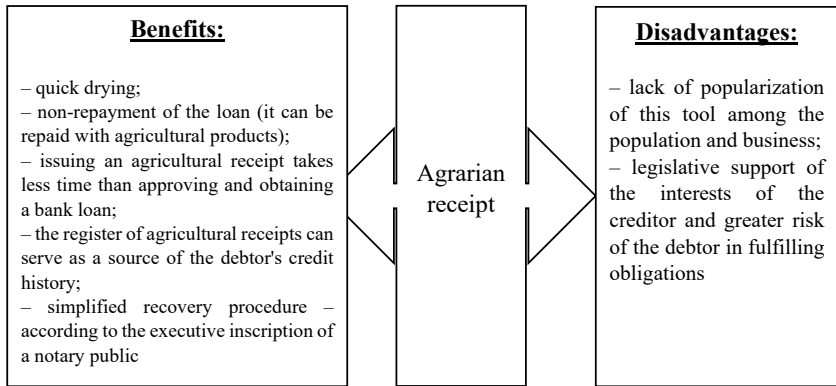 Benefits:
– quick drying;
– non-repayment of the loan (it can be
repaid with agricultural products);
– issuing an agricultural receipt takes
less time than approving and obtaining
a bank loan;
– the register of agricultural receipts can
serve as a source of the debtor's credit
history;
– simplified recovery procedure –
according to the executive inscription of
a notary public
Agrarian
receipt
Disadvantages:
– lack of popularization
of this tool among the
population and business;
– legislative support of
the interests of the
creditor and greater risk
of the debtor in fulfilling
obligations